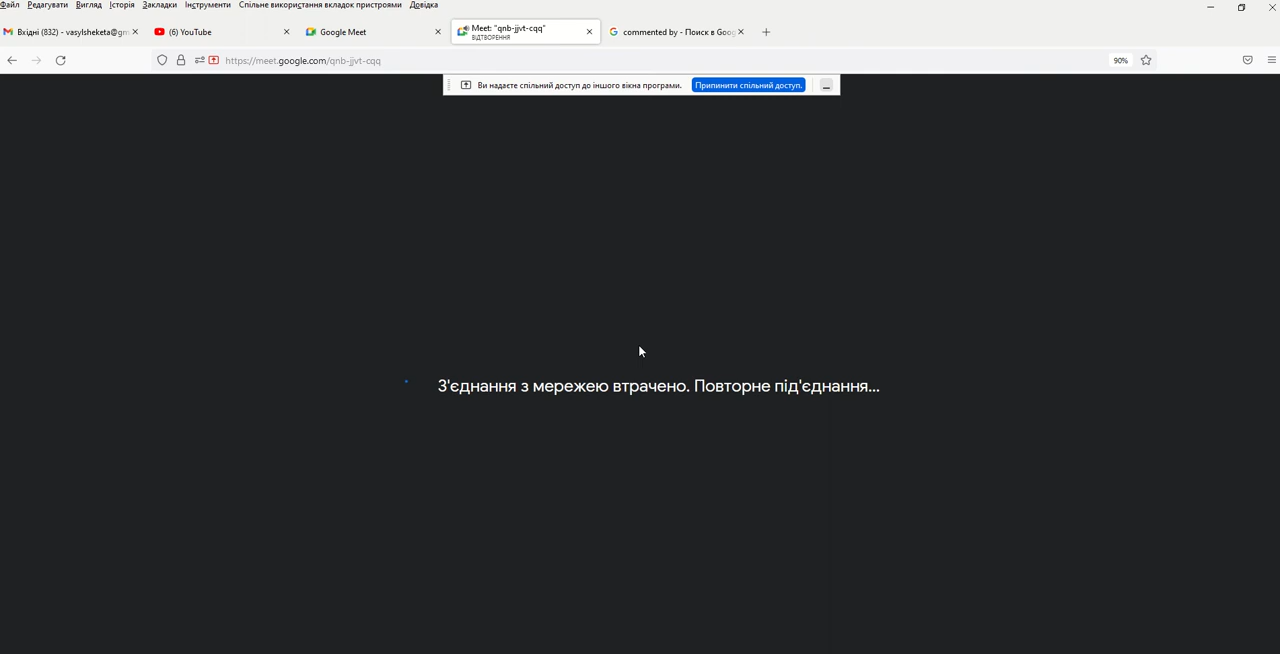 Файл Редагувати Вигляд Історія Закладки Інструменти Спільне використання вкладок пристроями Довідка
Вхідні (832) - vasylsheketa@gm
(6) YouTube
Google Meet
Meet: "qnb-jjvt-cqq"
ВІДТВОРЕННЯ
commented by - Поиск в Goog
https://meet.google.com/qnb-jjvt-cqq
90%
Ви надаєте спільний доступ до іншого вікна програми.
Припинити спільний доступ.
З'єднання з мережею втрачено. Повторне під'єднання...